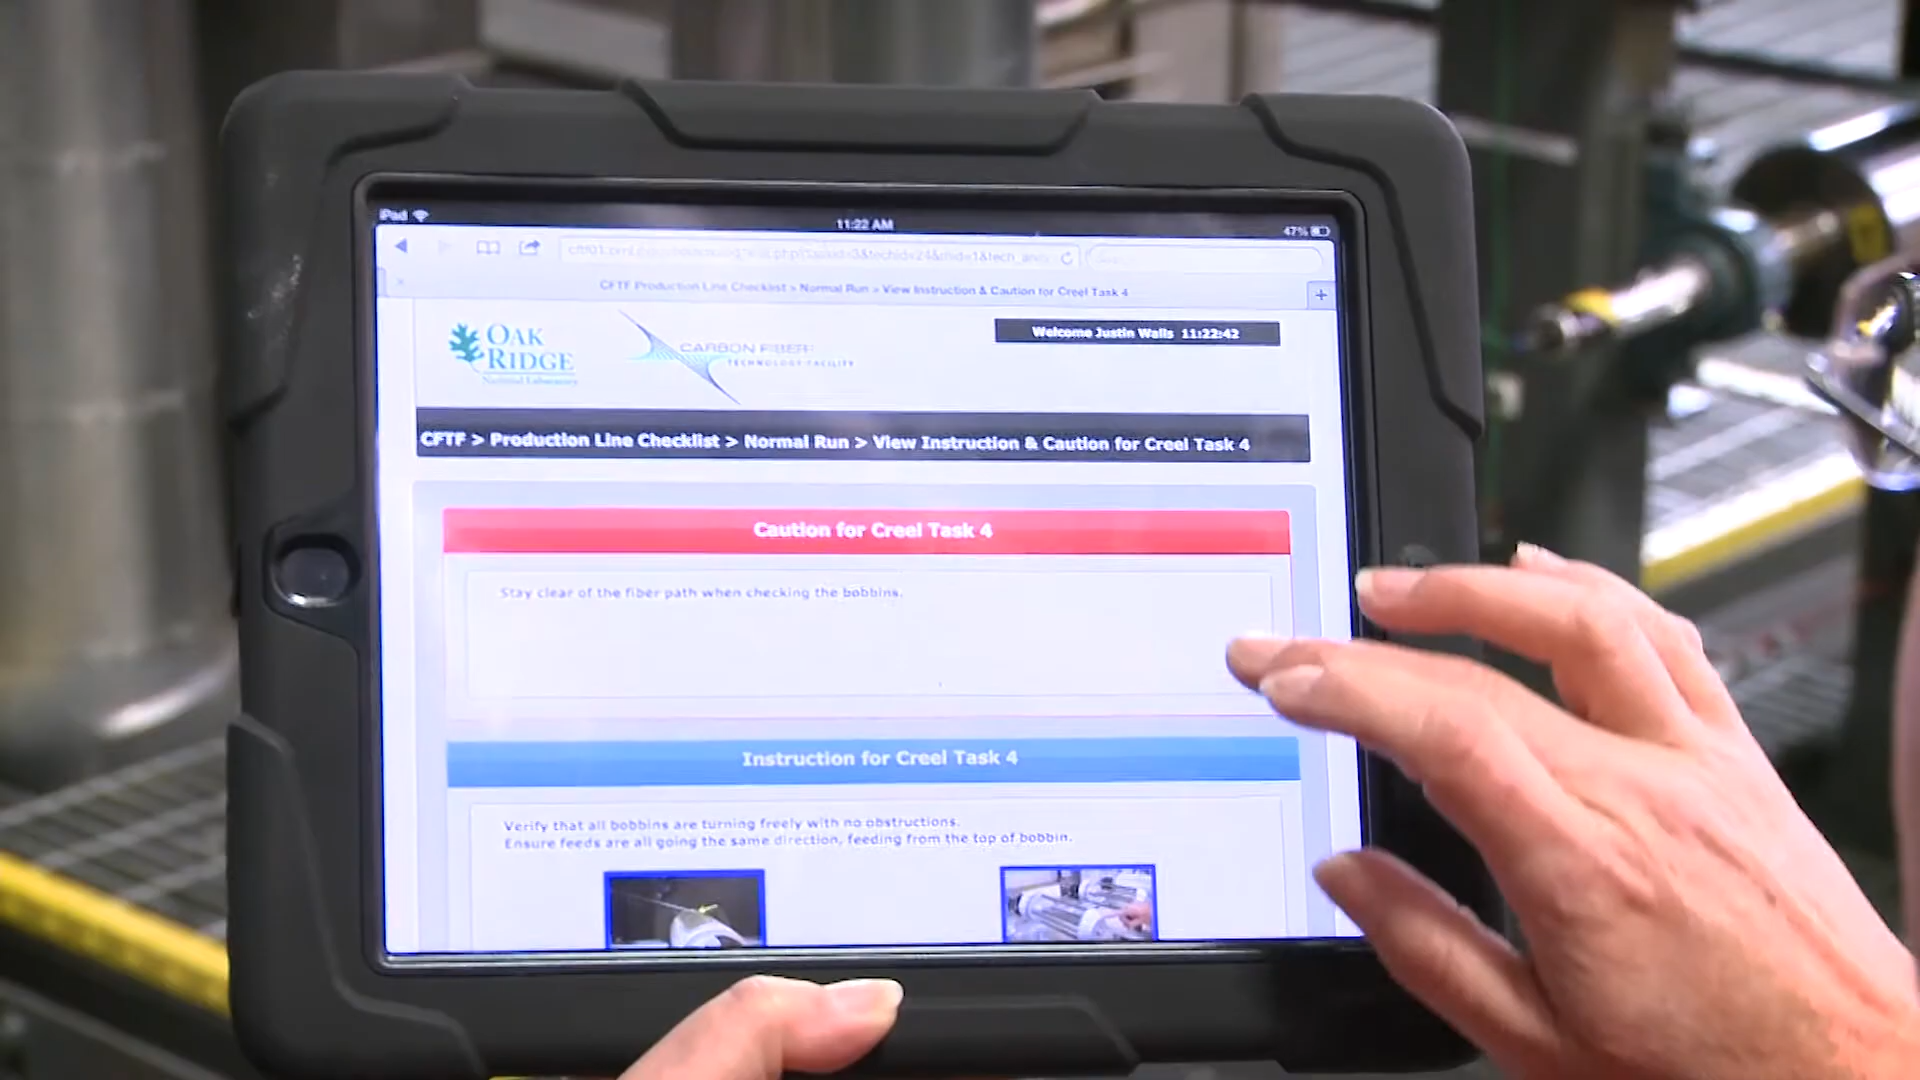 iPad
11:22 AM
47%
CFTF Production Line Checklist > Normal Run > View Instruction & Caution for Creel Task 4
OAK
RIDGE
National Laboratory
CARBON FIBER
TECHNOLOGY FACILITY
Welcome Justin Walls 11:22:42
CFTF > Production Line Checklist > Normal Run > View Instruction & Caution for Creel Task 4
Caution for Creel Task 4
Stay clear of the fiber path when checking the bobbins.
Instruction for Creel Task 4
Verify that all bobbins are turning freely with no obstructions.
Ensure feeds are all going the same direction, feeding from the top of bobbin.